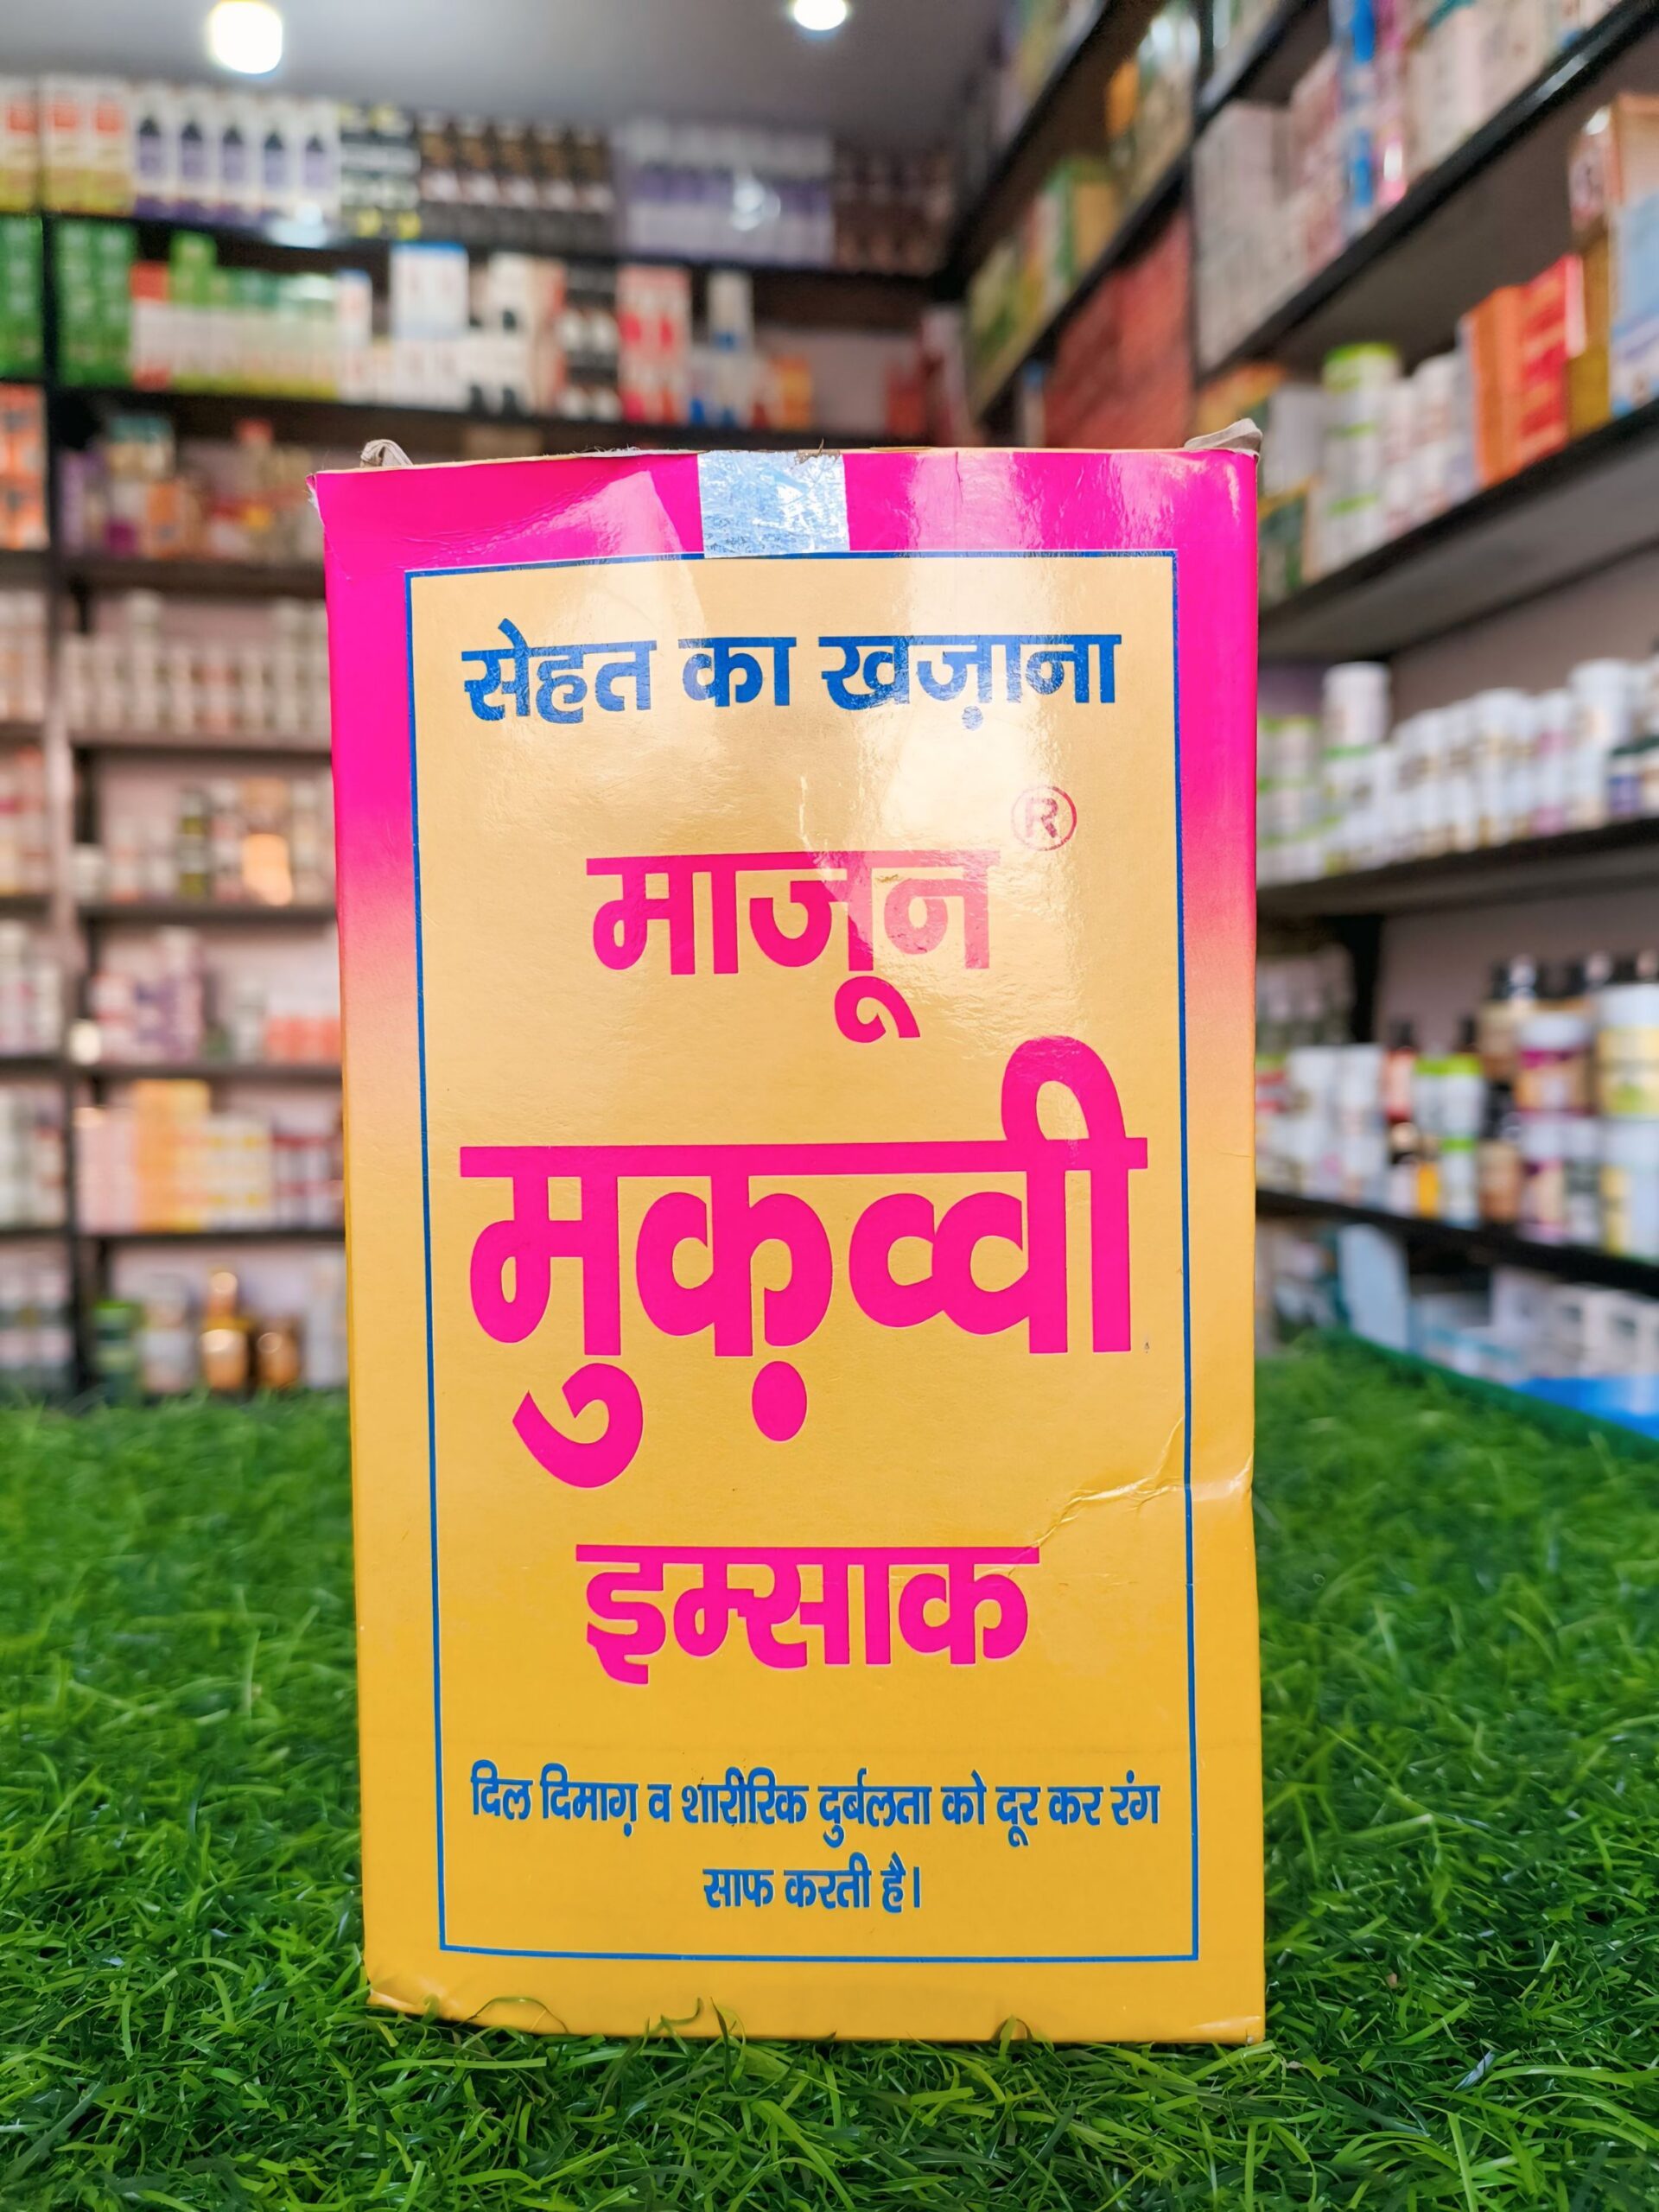 सेहत का खज़ाना
माजून ®
मुक़व्वी
इम्साक
दिल दिमाग़ व शारीरिक दुर्बलता को दूर कर रंग
साफ करती है।